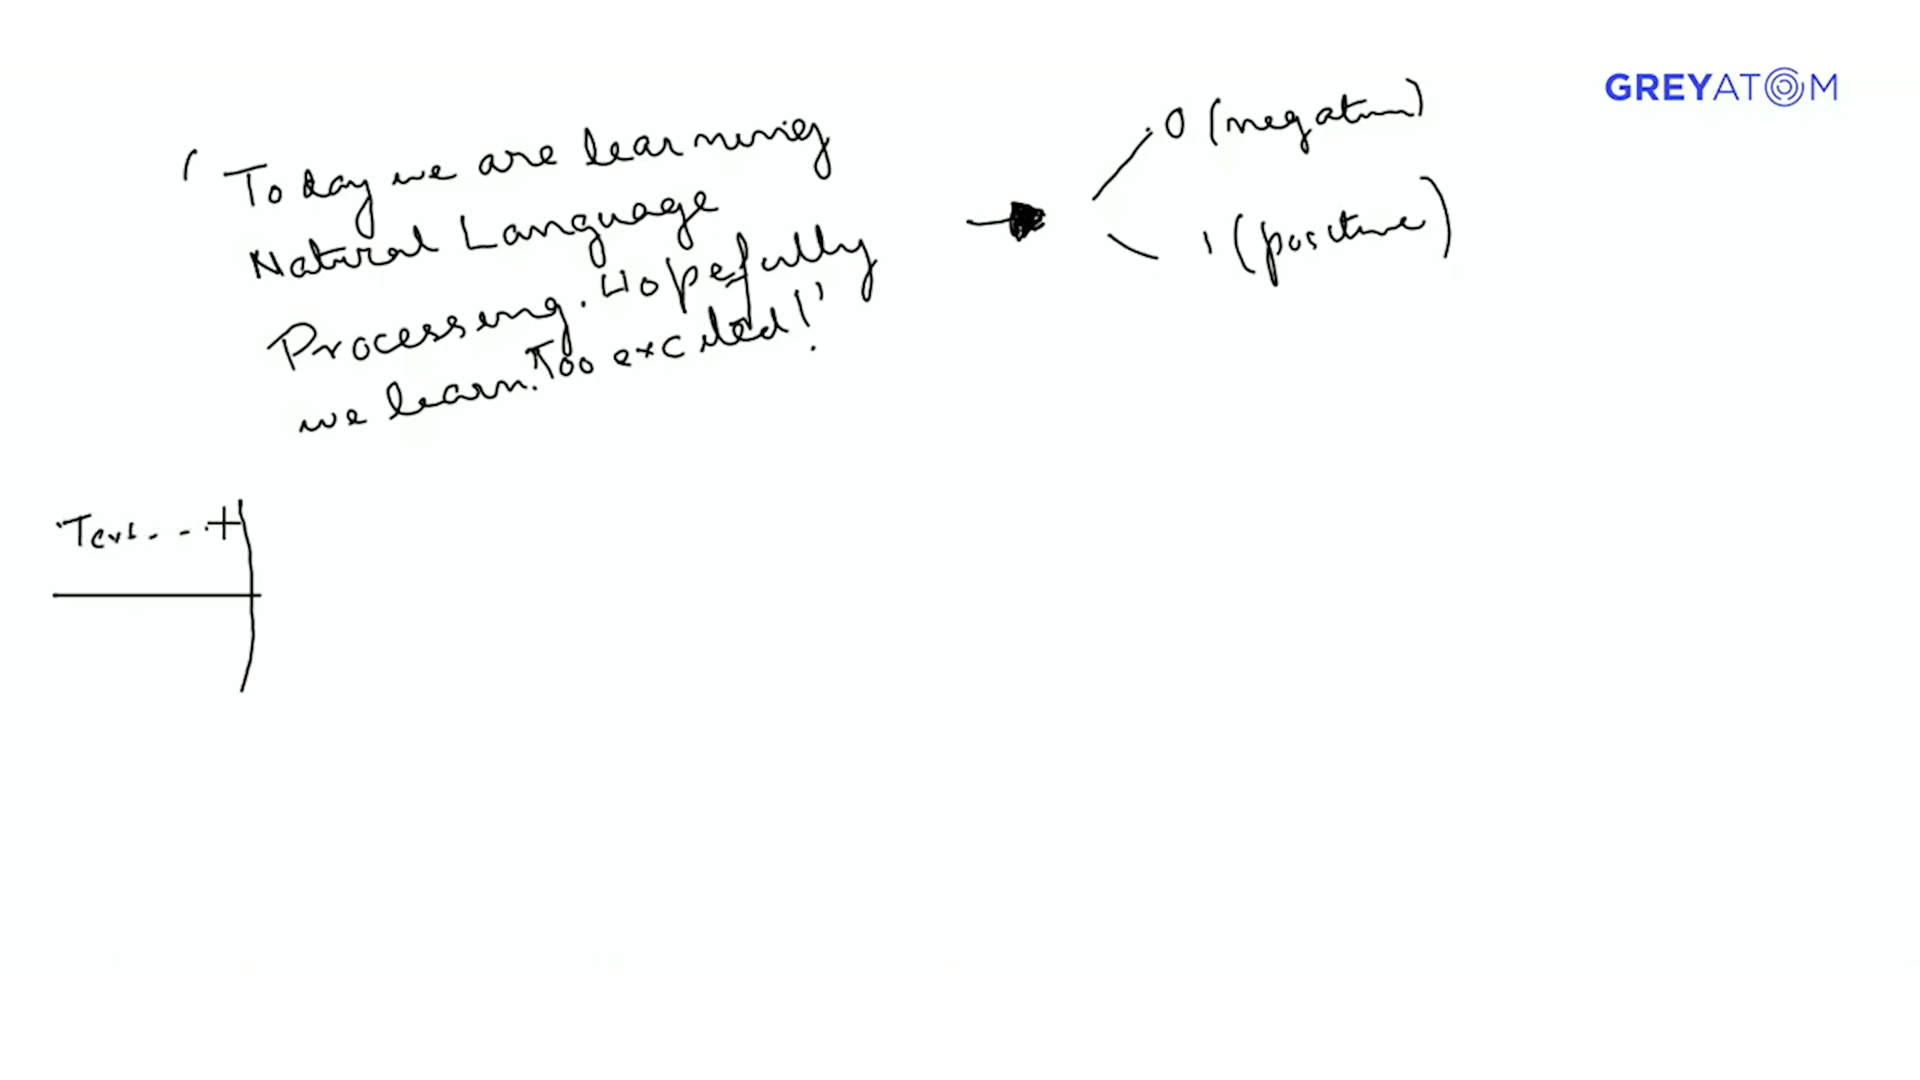 GREYATOM
'Today we are learning
Natural Language
Processing. Hopefully
we learn. Too excited!'
0 (negative)
1 (positive)
Text - - . +